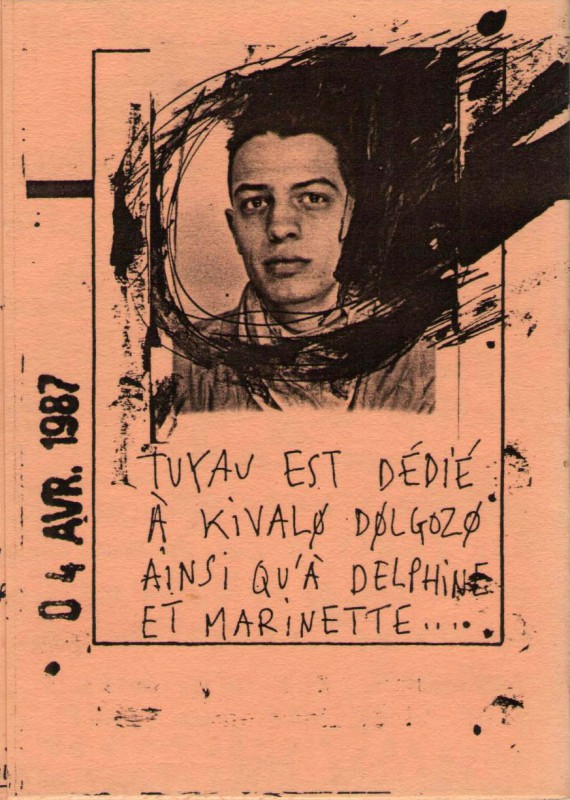 04 AVR. 1987
TUYAU EST DÉDIÉ
À KIVALØ DØLGOZØ
AINSI QU'À DELPHINE
ET MARINETTE....